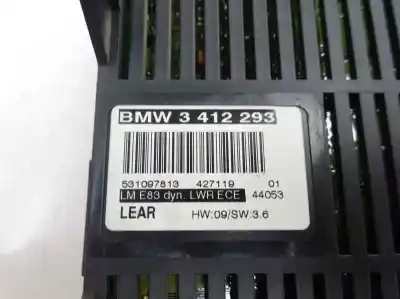 BMW 3 412 293
531097813 427119 01
LM E83 dyn. LWR ECE 44053
LEAR HW:09/SW:3.6